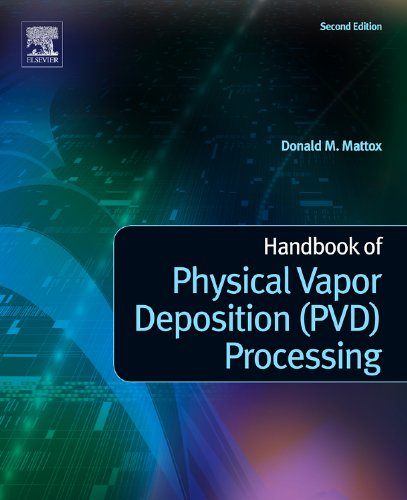 ELSEVIER
Second Edition
Donald M. Mattox
Handbook of
Physical Vapor
Deposition (PVD)
Processing